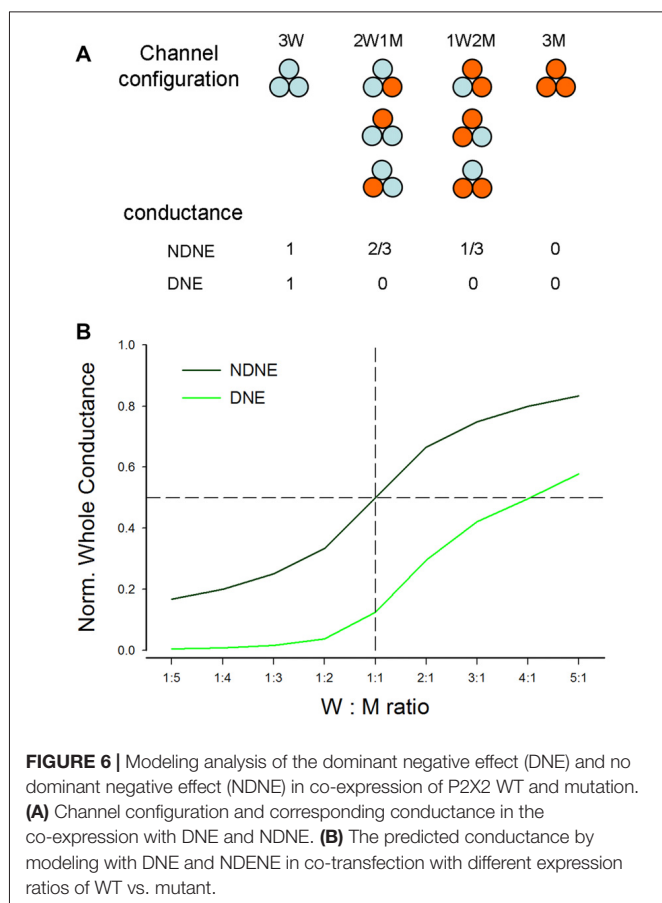 A
Channel configuration
3W 2W1M 1W2M 3M
conductance
NDNE 1 2/3 1/3 0
DNE 1 0 0 0
B
1.0
0.8
0.6
0.4
0.2
0.0
Norm. Whole Conductance
NDNE
DNE
1:5 1:4 1:3 1:2 1:1 2:1 3:1 4:1 5:1
W : M ratio
FIGURE 6 | Modeling analysis of the dominant negative effect (DNE) and no
dominant negative effect (NDNE) in co-expression of P2X2 WT and mutation.
(A) Channel configuration and corresponding conductance in the
co-expression with DNE and NDNE. (B) The predicted conductance by
modeling with DNE and NDENE in co-transfection with different expression
ratios of WT vs. mutant.